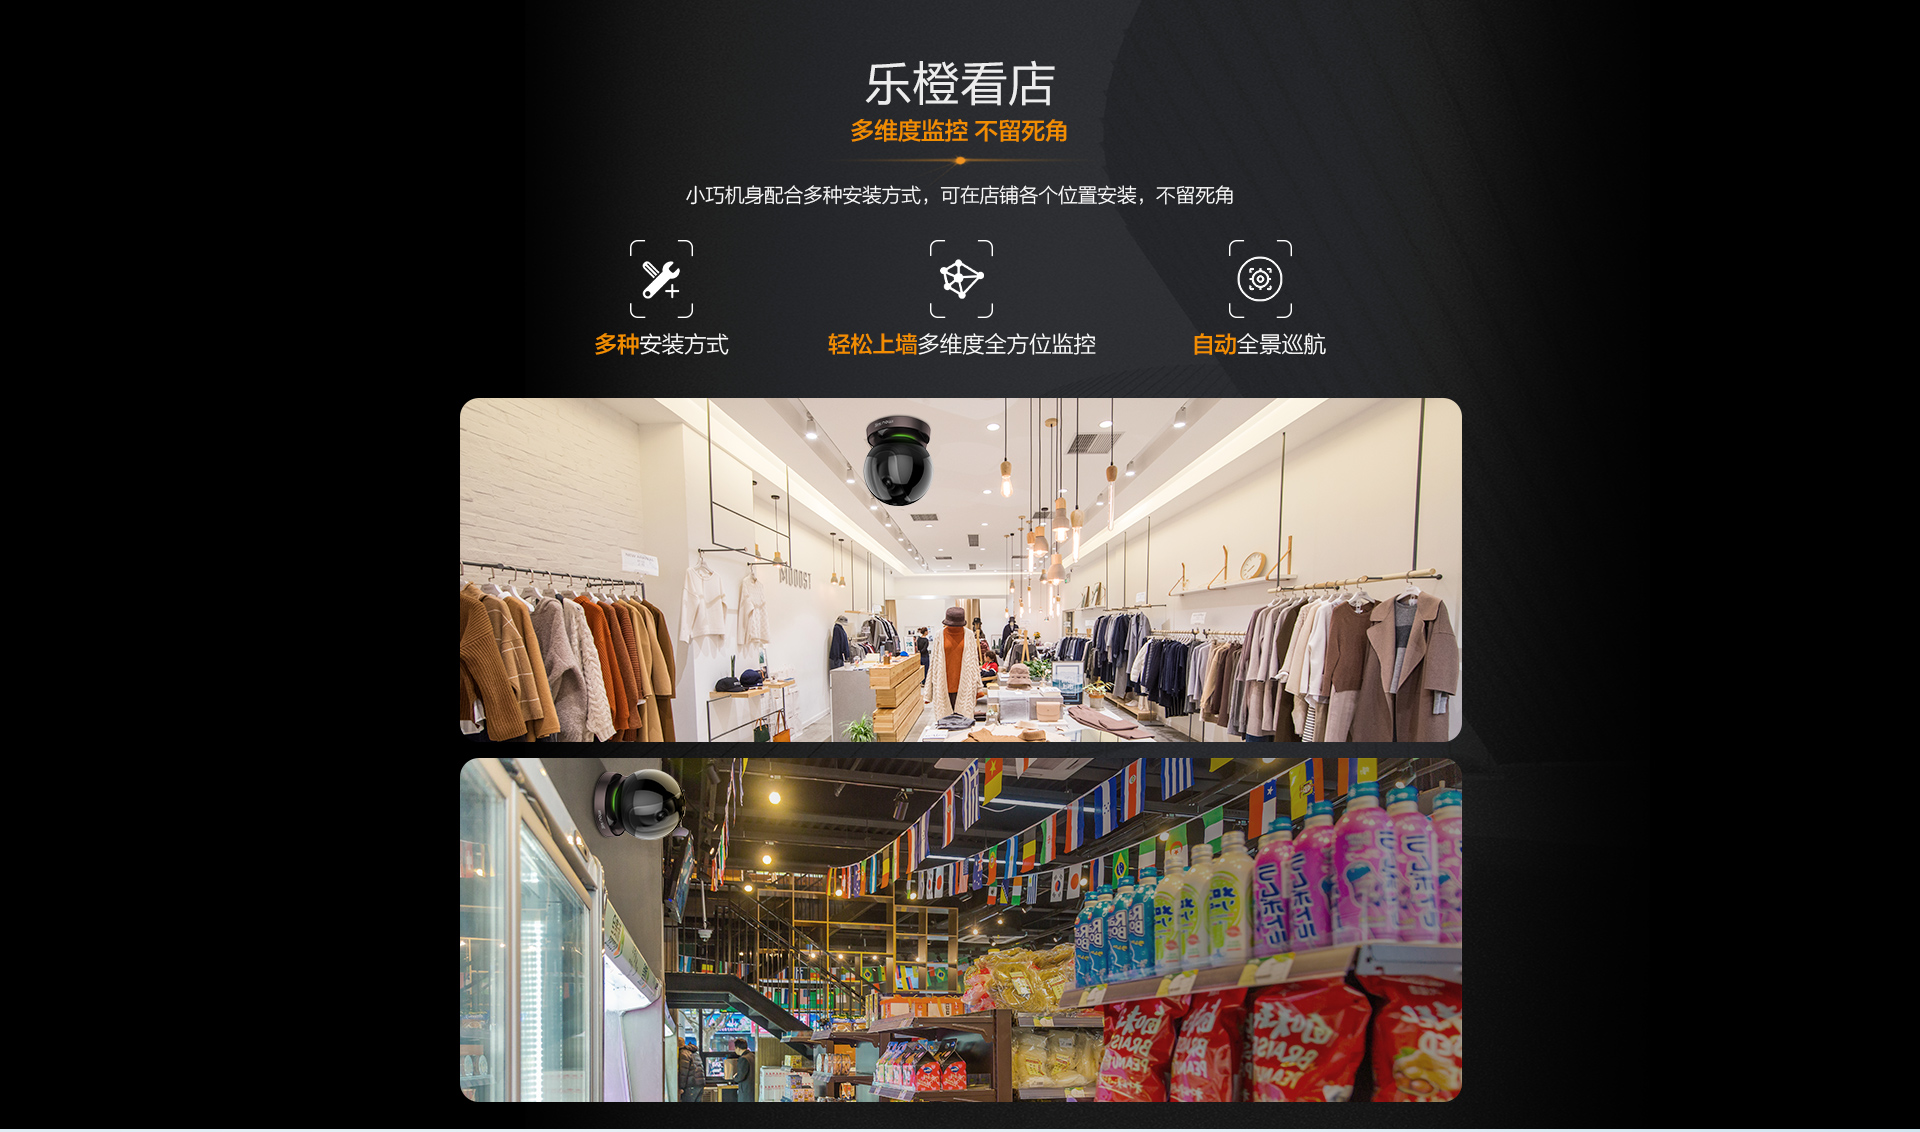 乐橙看店
多维度监控 不留死角
小巧机身配合多种安装方式，可在店铺各个位置安装，不留死角
多种安装方式
轻松上墙多维度全方位监控
自动全景巡航